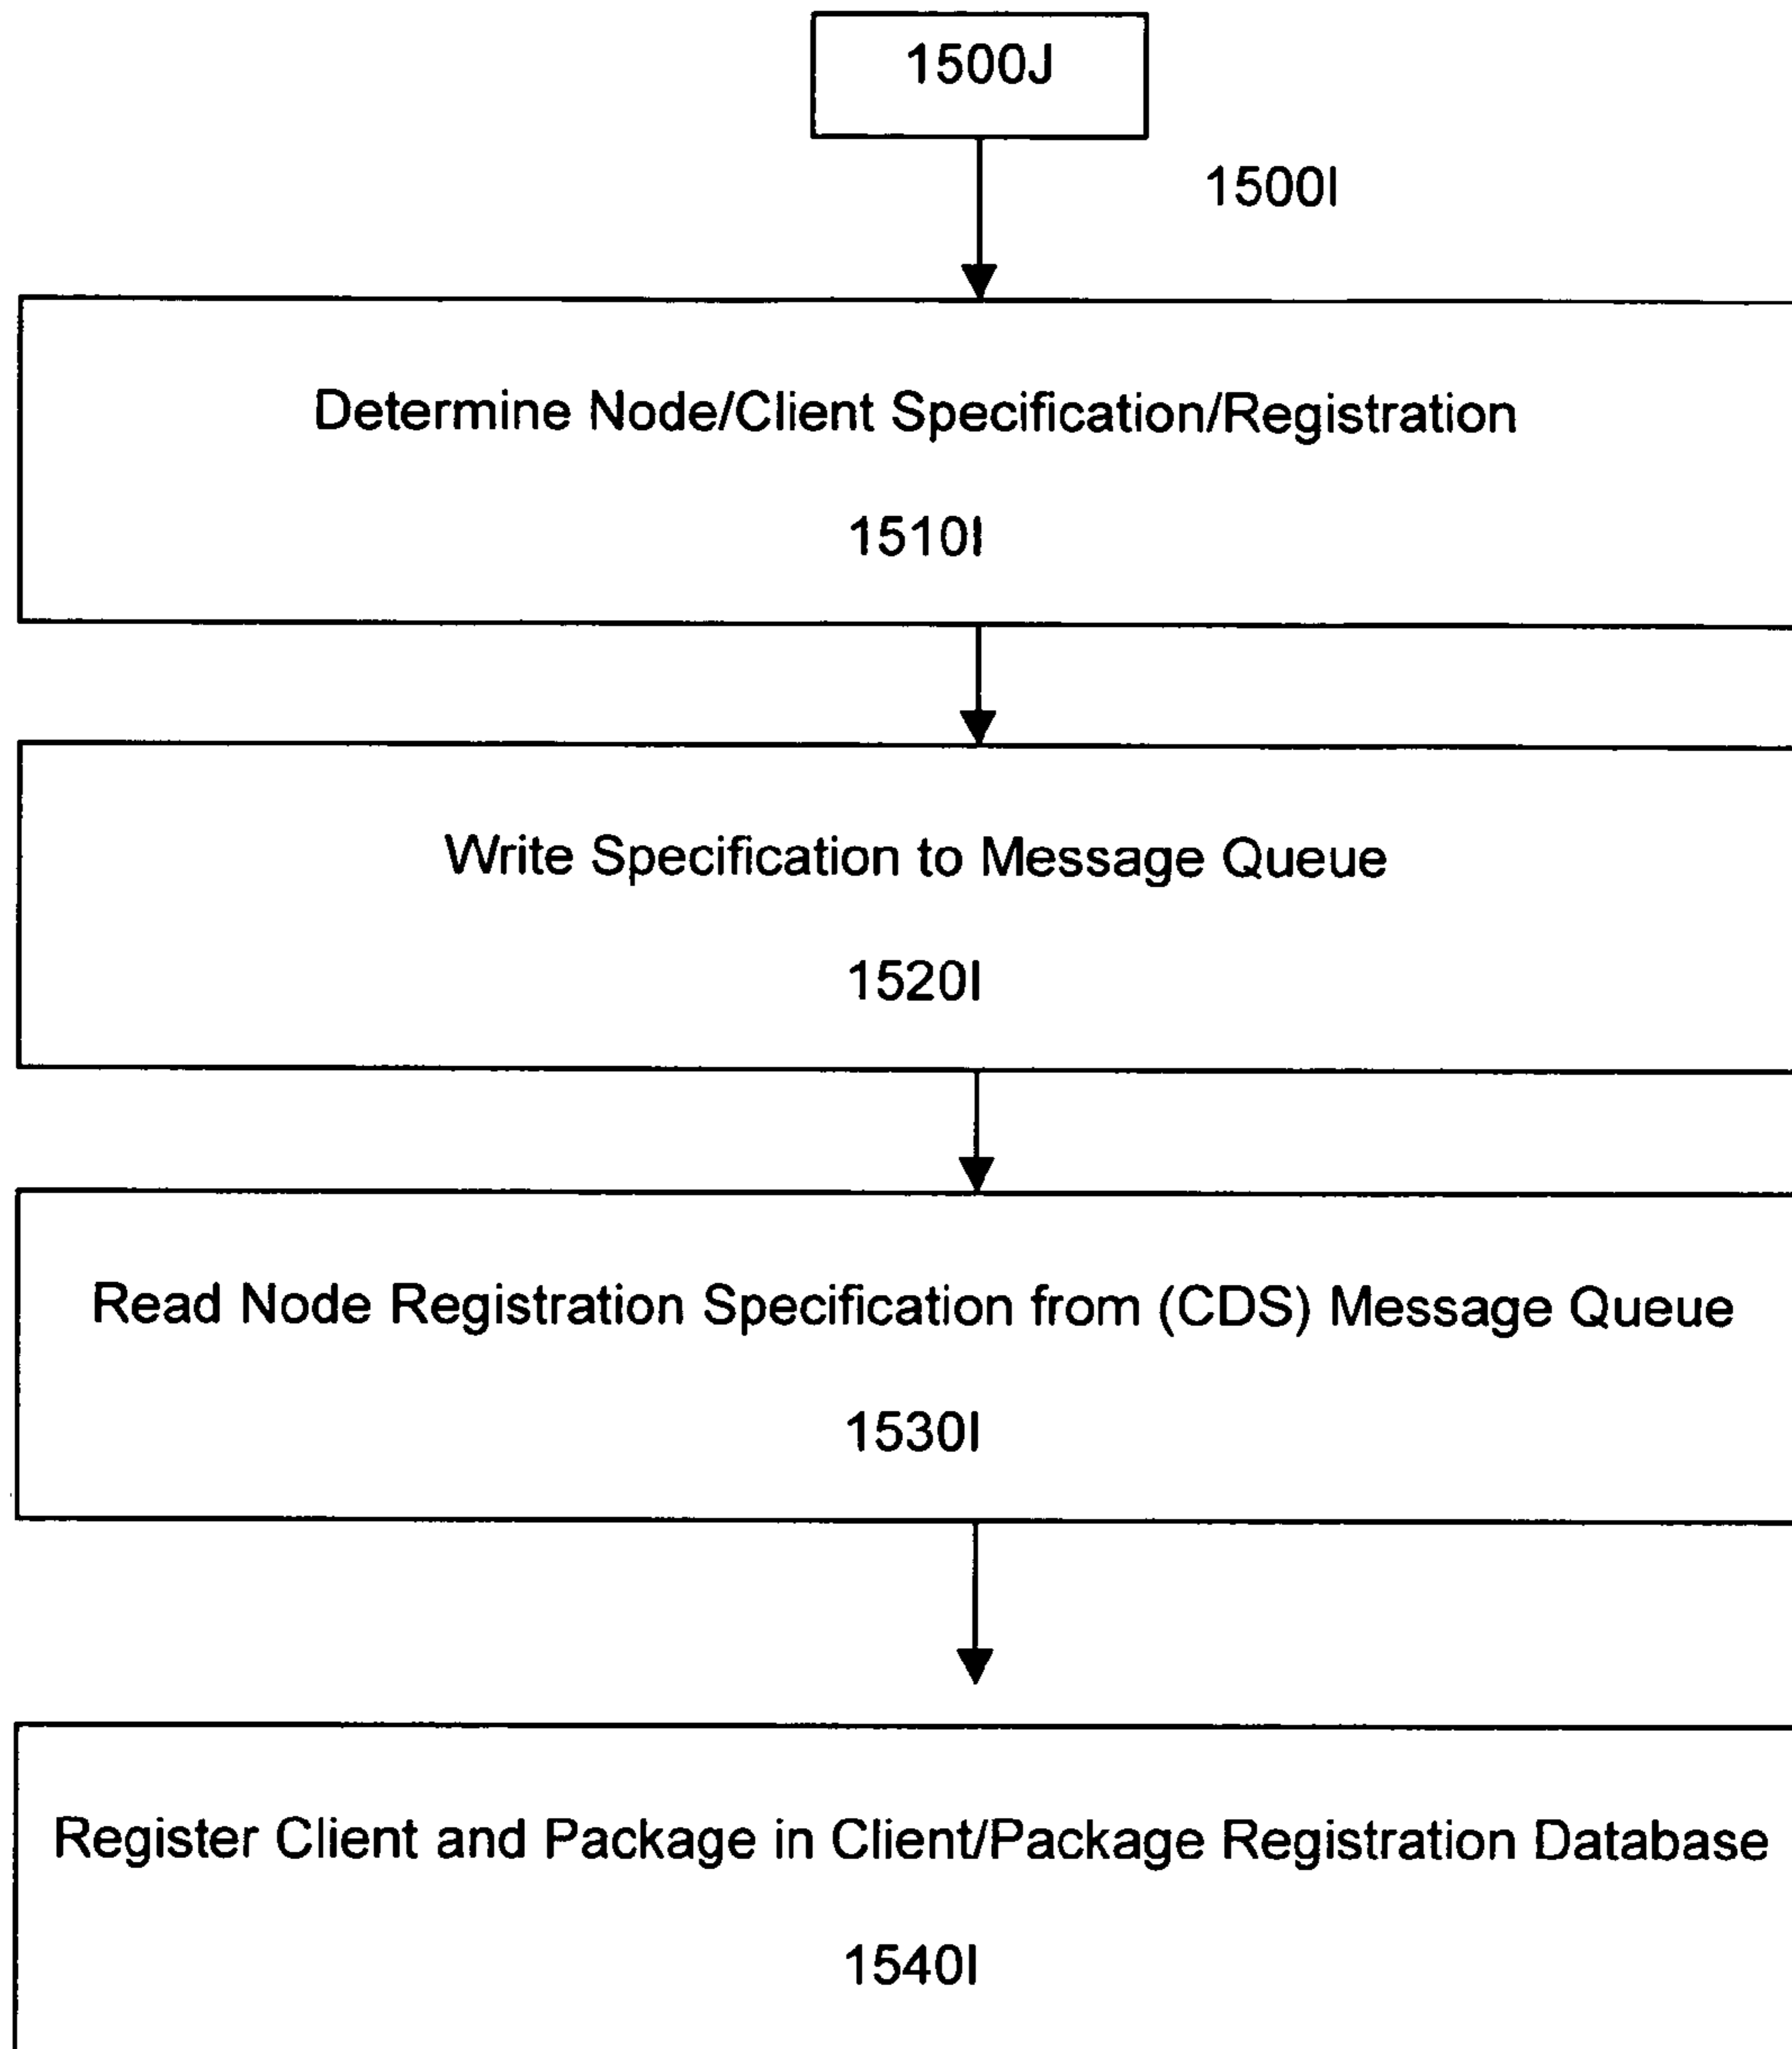 1500J
1500I
Determine Node/Client Specification/Registration
1510I
Write Specification to Message Queue
1520I
Read Node Registration Specification from (CDS) Message Queue
1530I
Register Client and Package in Client/Package Registration Database
1540I